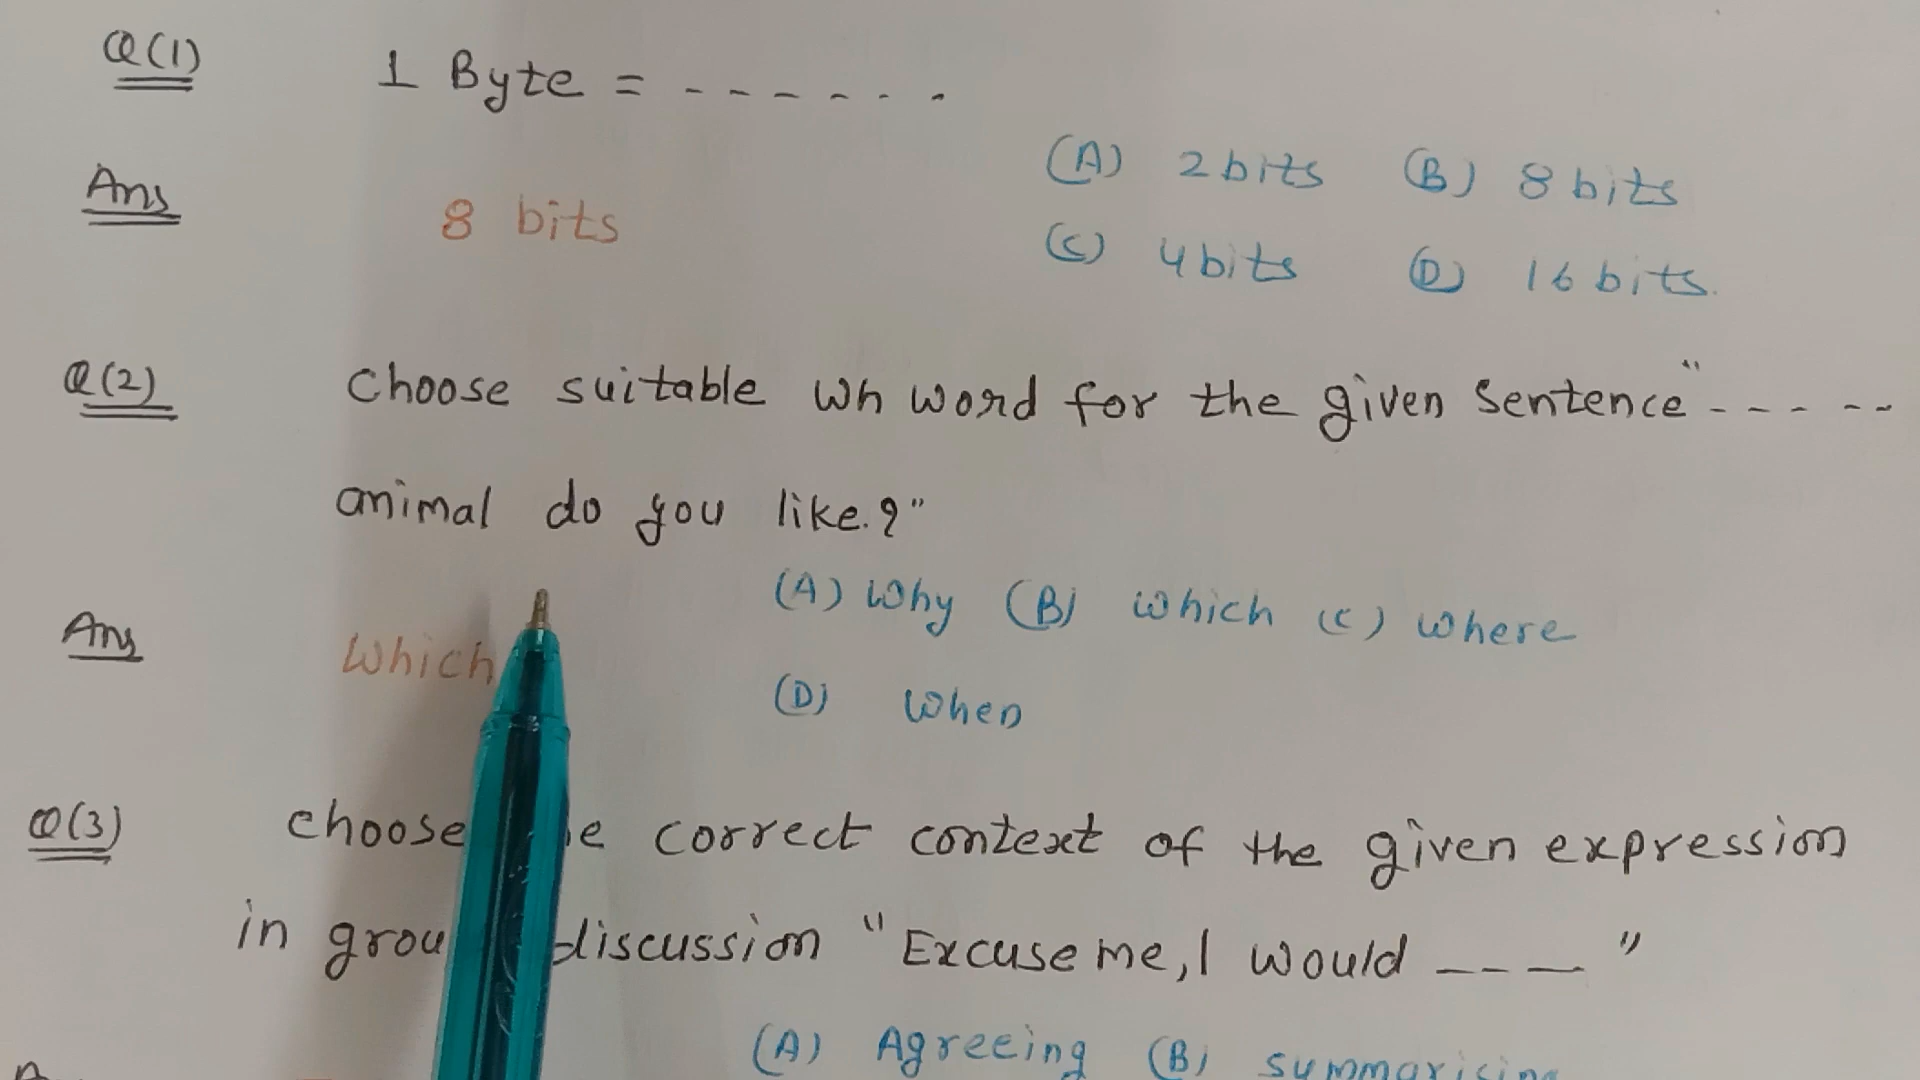 Q(1) 1 Byte = - - - - - - -
(A) 2 bits (B) 8 bits
Ans 8 bits
(C) 4 bits (D) 16 bits.
Q(2) Choose suitable Wh word for the given Sentence "- - - - -
animal do you like.?"
(A) Why (B) which (C) where
Ans Which
(D) When
Q(3) choose correct context of the given expression
in discussion "Excuse me, I would - - - "
(A) Agreeing (B) summarising